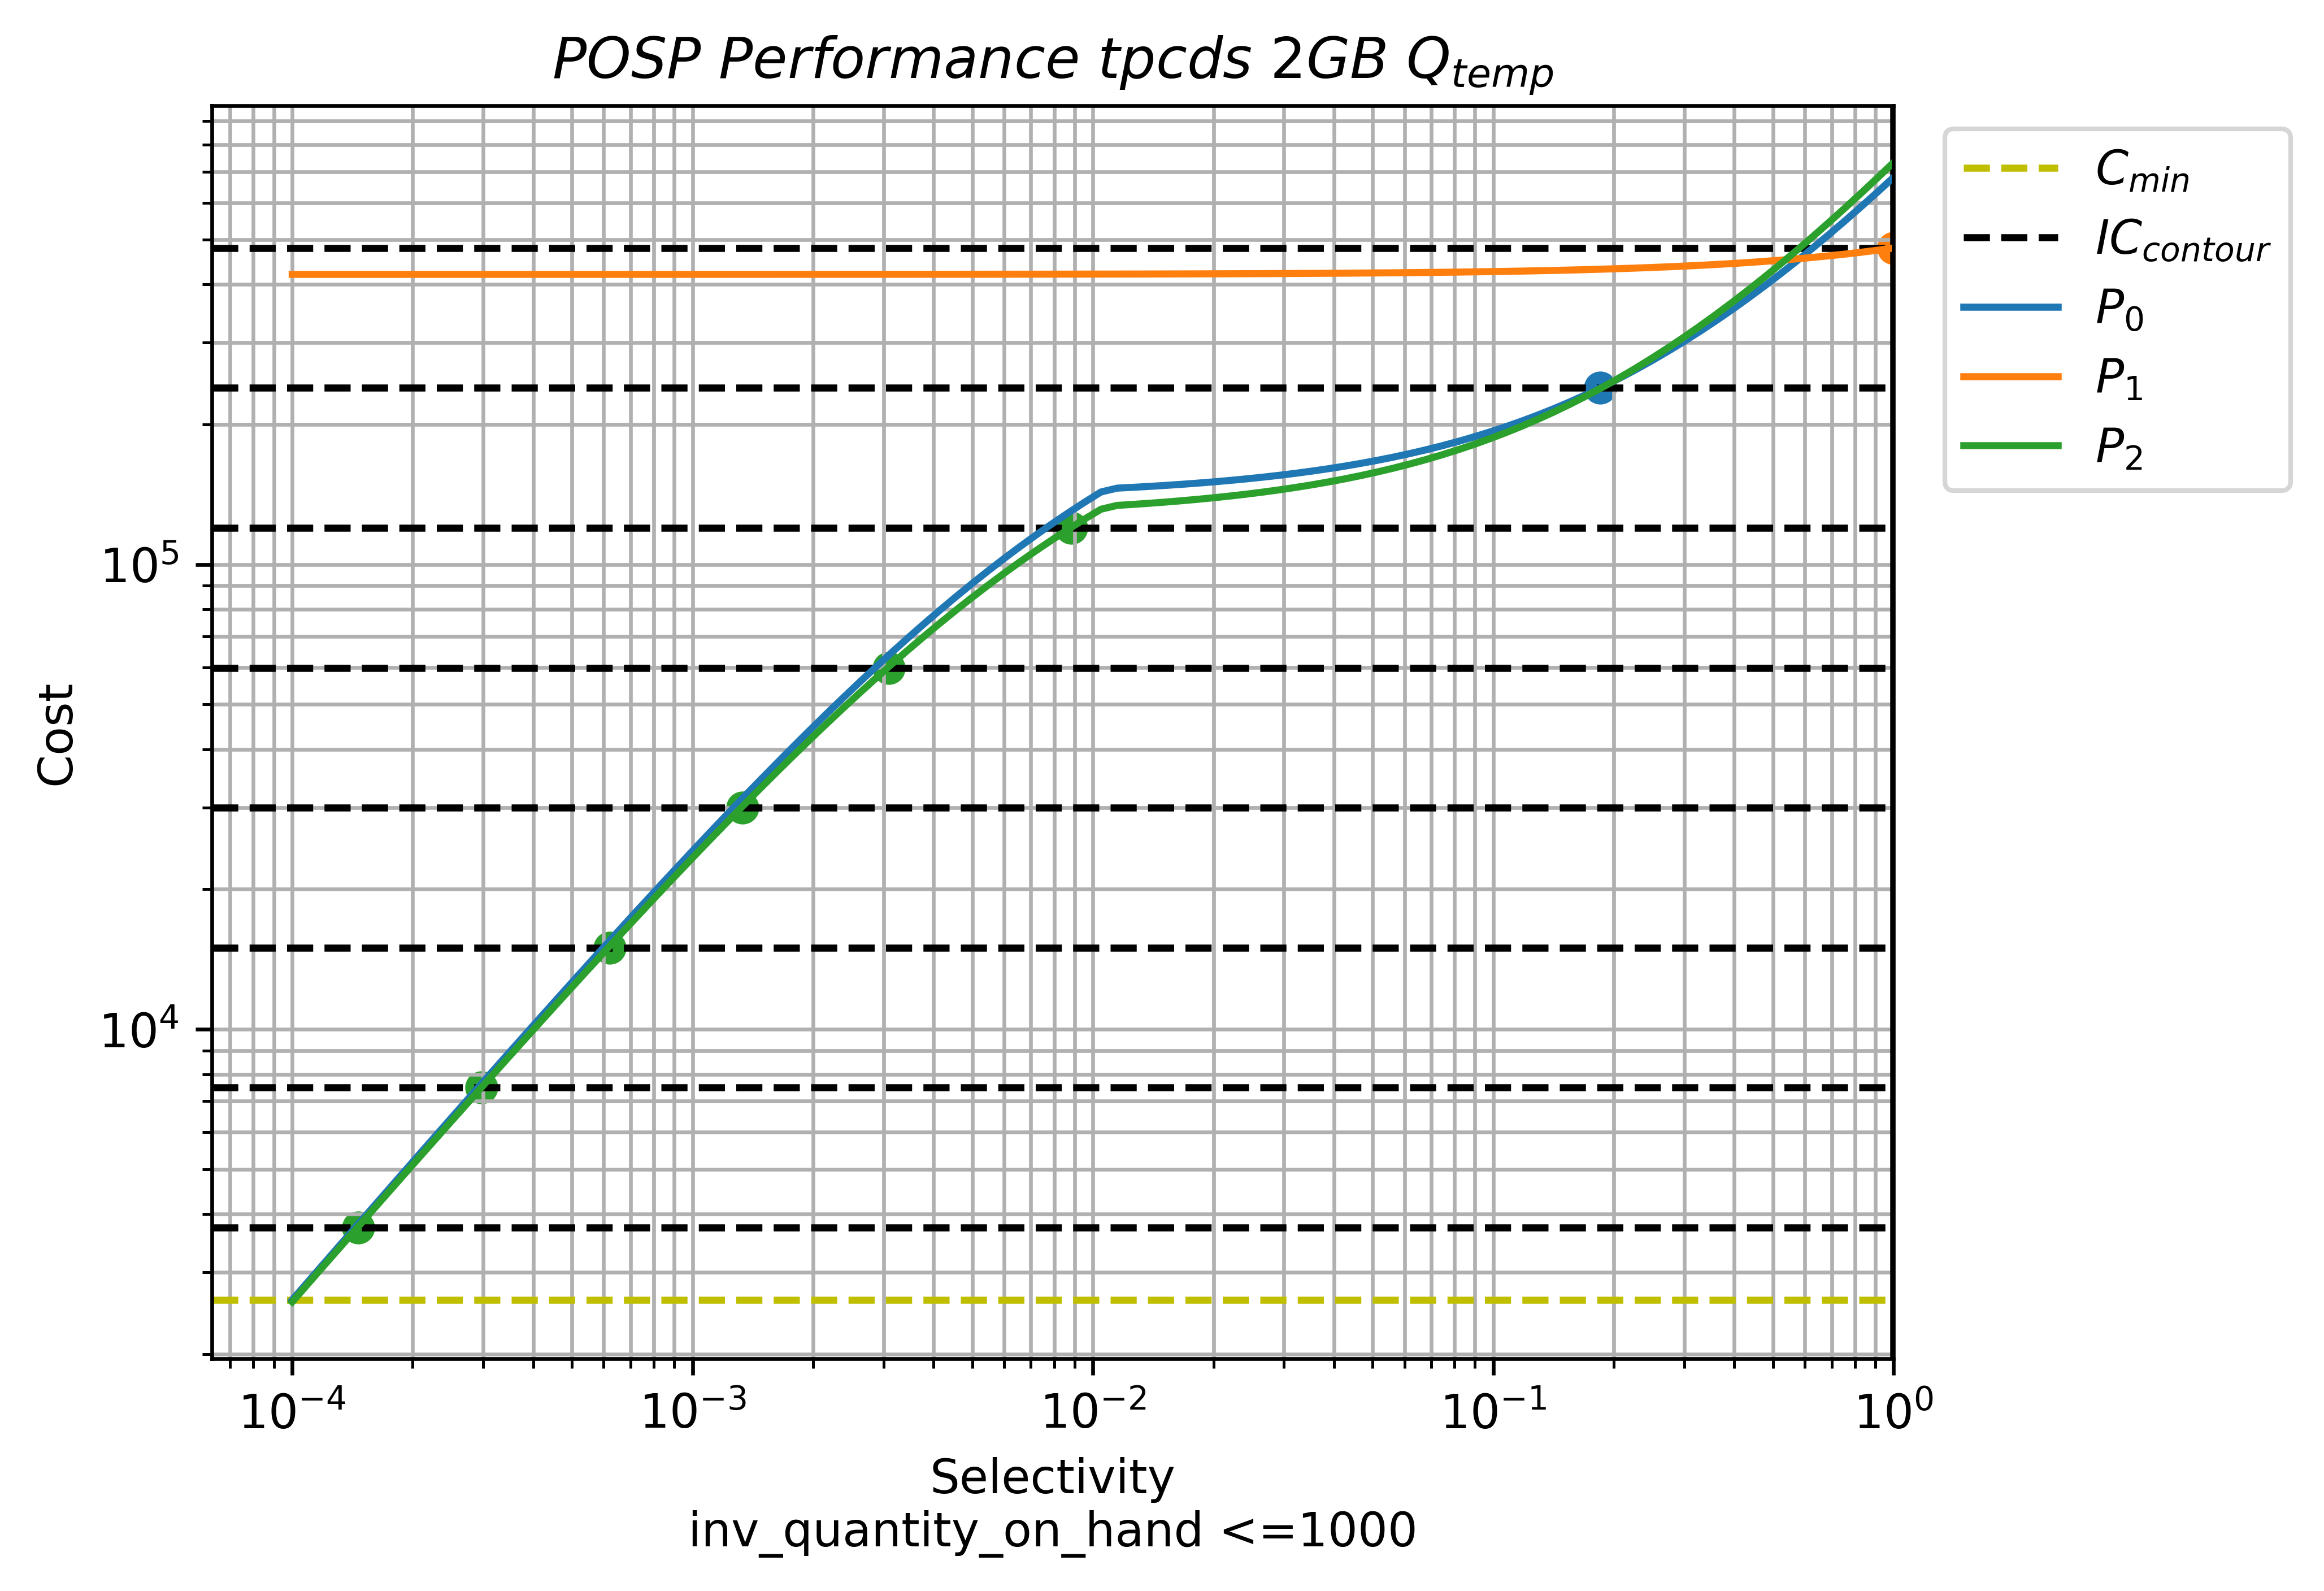 POSP Performance tpcds 2GB Q_temp
C_min
IC_contour
P_0
P_1
P_2
Cost
10^5
10^4
10^−4 10^−3 10^−2 10^−1 10^0
Selectivity
inv_quantity_on_hand <=1000